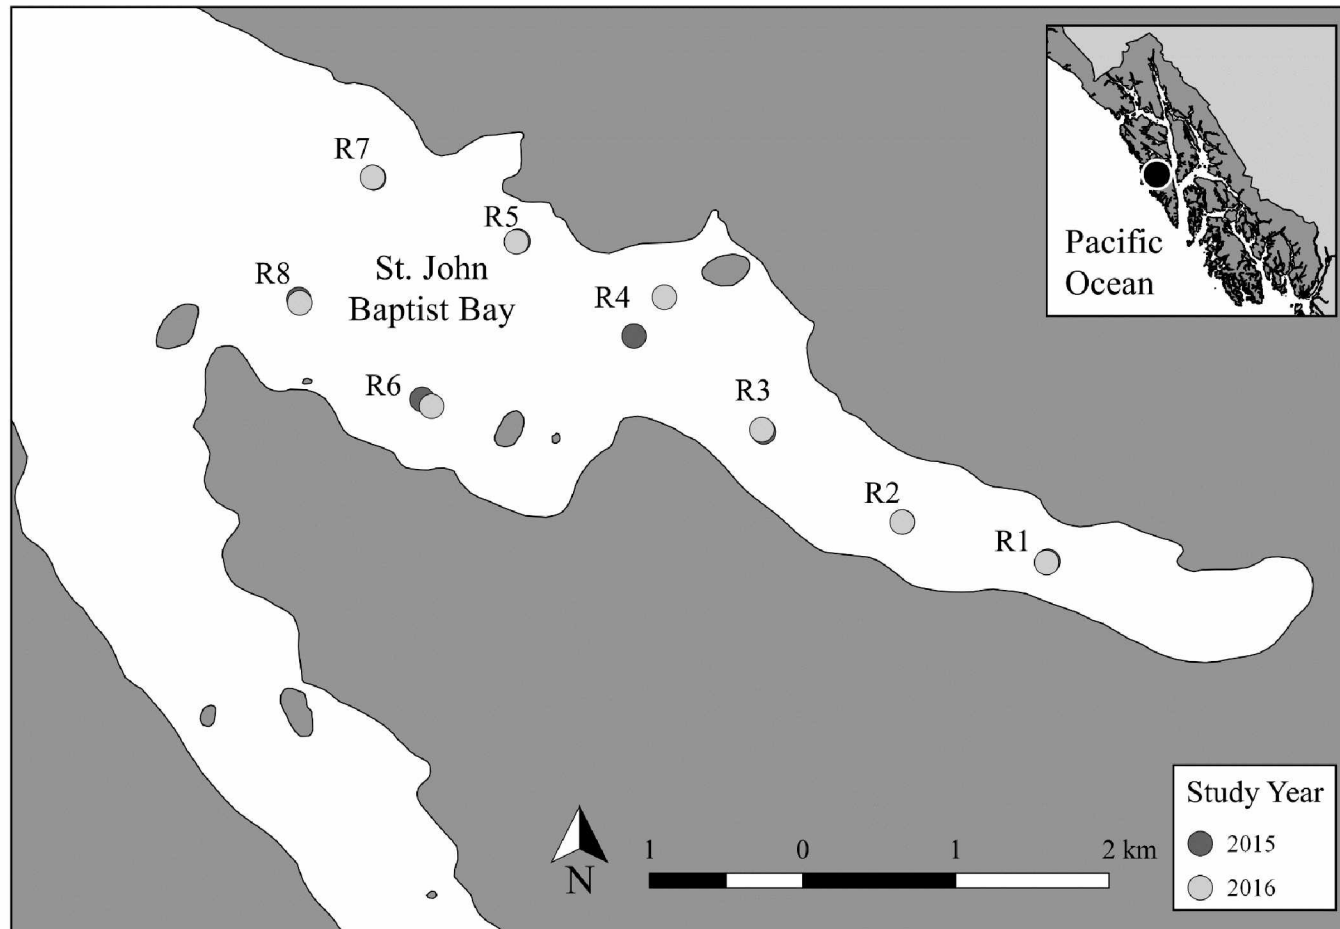 R7
R5
St. John
Baptist Bay
R8
R4
R6
R3
R2
R1
Pacific
Ocean
N
1 0 1 2 km
Study Year
2015
2016